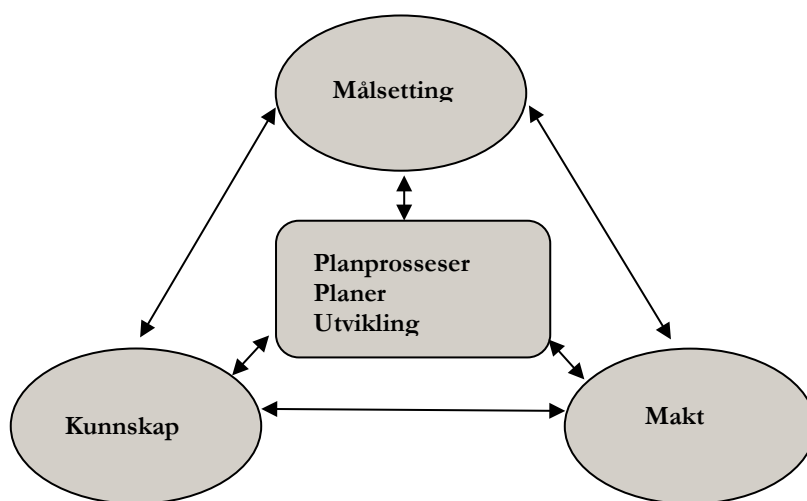 Målsetting
Planprosseser
Planer
Utvikling
Kunnskap
Makt